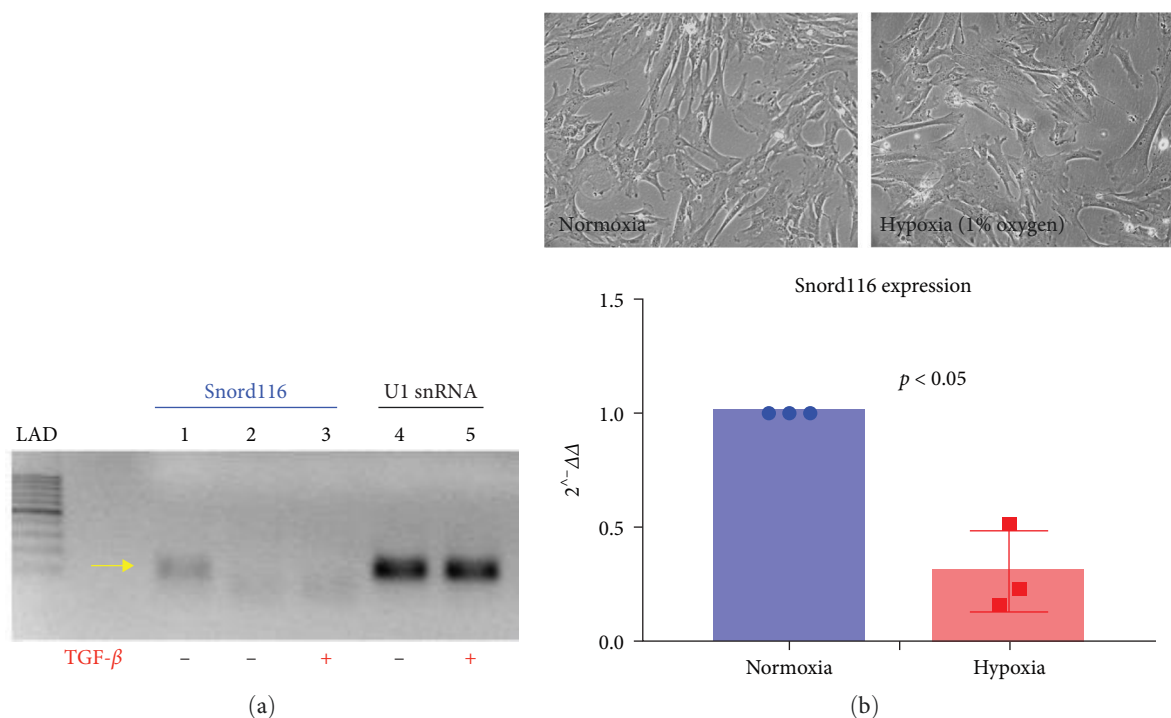 Snord116
U1 snRNA
LAD
1
2
3
4
5
TGF-β
–
–
+
–
+
(a)
Normoxia
Hypoxia (1% oxygen)
Snord116 expression
1.5
1.0
0.5
0.0
2^–ΔΔ
p < 0.05
Normoxia
Hypoxia
(b)